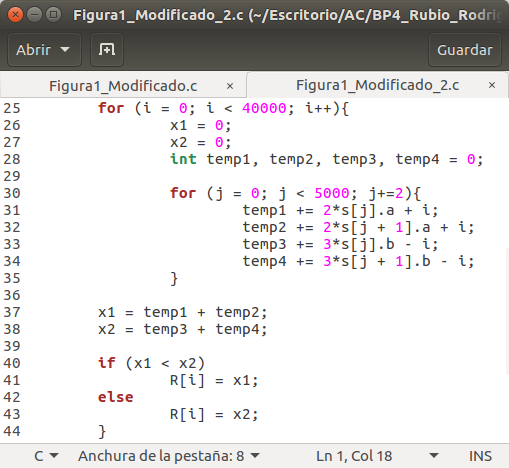 Figura1_Modificado_2.c (~/Escritorio/AC/BP4_Rubio_Rodrig
Abrir Guardar
Figura1_Modificado.c × Figura1_Modificado_2.c ×
25 for (i = 0; i < 40000; i++){
26 x1 = 0;
27 x2 = 0;
28 int temp1, temp2, temp3, temp4 = 0;
29
30 for (j = 0; j < 5000; j+=2){
31 temp1 += 2*s[j].a + i;
32 temp2 += 2*s[j + 1].a + i;
33 temp3 += 3*s[j].b - i;
34 temp4 += 3*s[j + 1].b - i;
35 }
36
37 x1 = temp1 + temp2;
38 x2 = temp3 + temp4;
39
40 if (x1 < x2)
41 R[i] = x1;
42 else
43 R[i] = x2;
44 }
C Anchura de la pestaña: 8 Ln 1, Col 18 INS